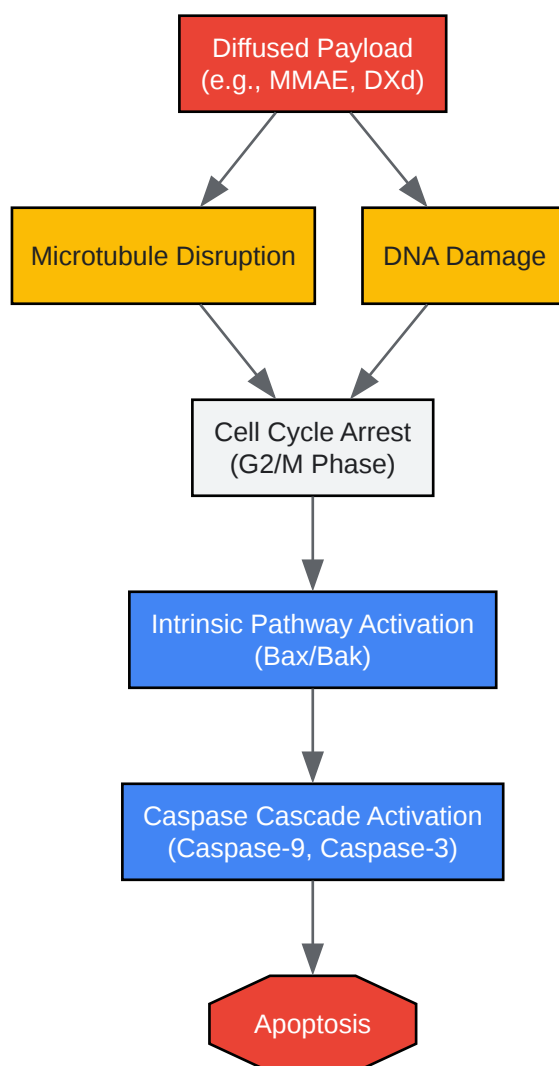 Diffused Payload
(e.g., MMAE, DXd)
Microtubule Disruption
DNA Damage
Cell Cycle Arrest
(G2/M Phase)
Intrinsic Pathway Activation
(Bax/Bak)
Caspase Cascade Activation
(Caspase-9, Caspase-3)
Apoptosis